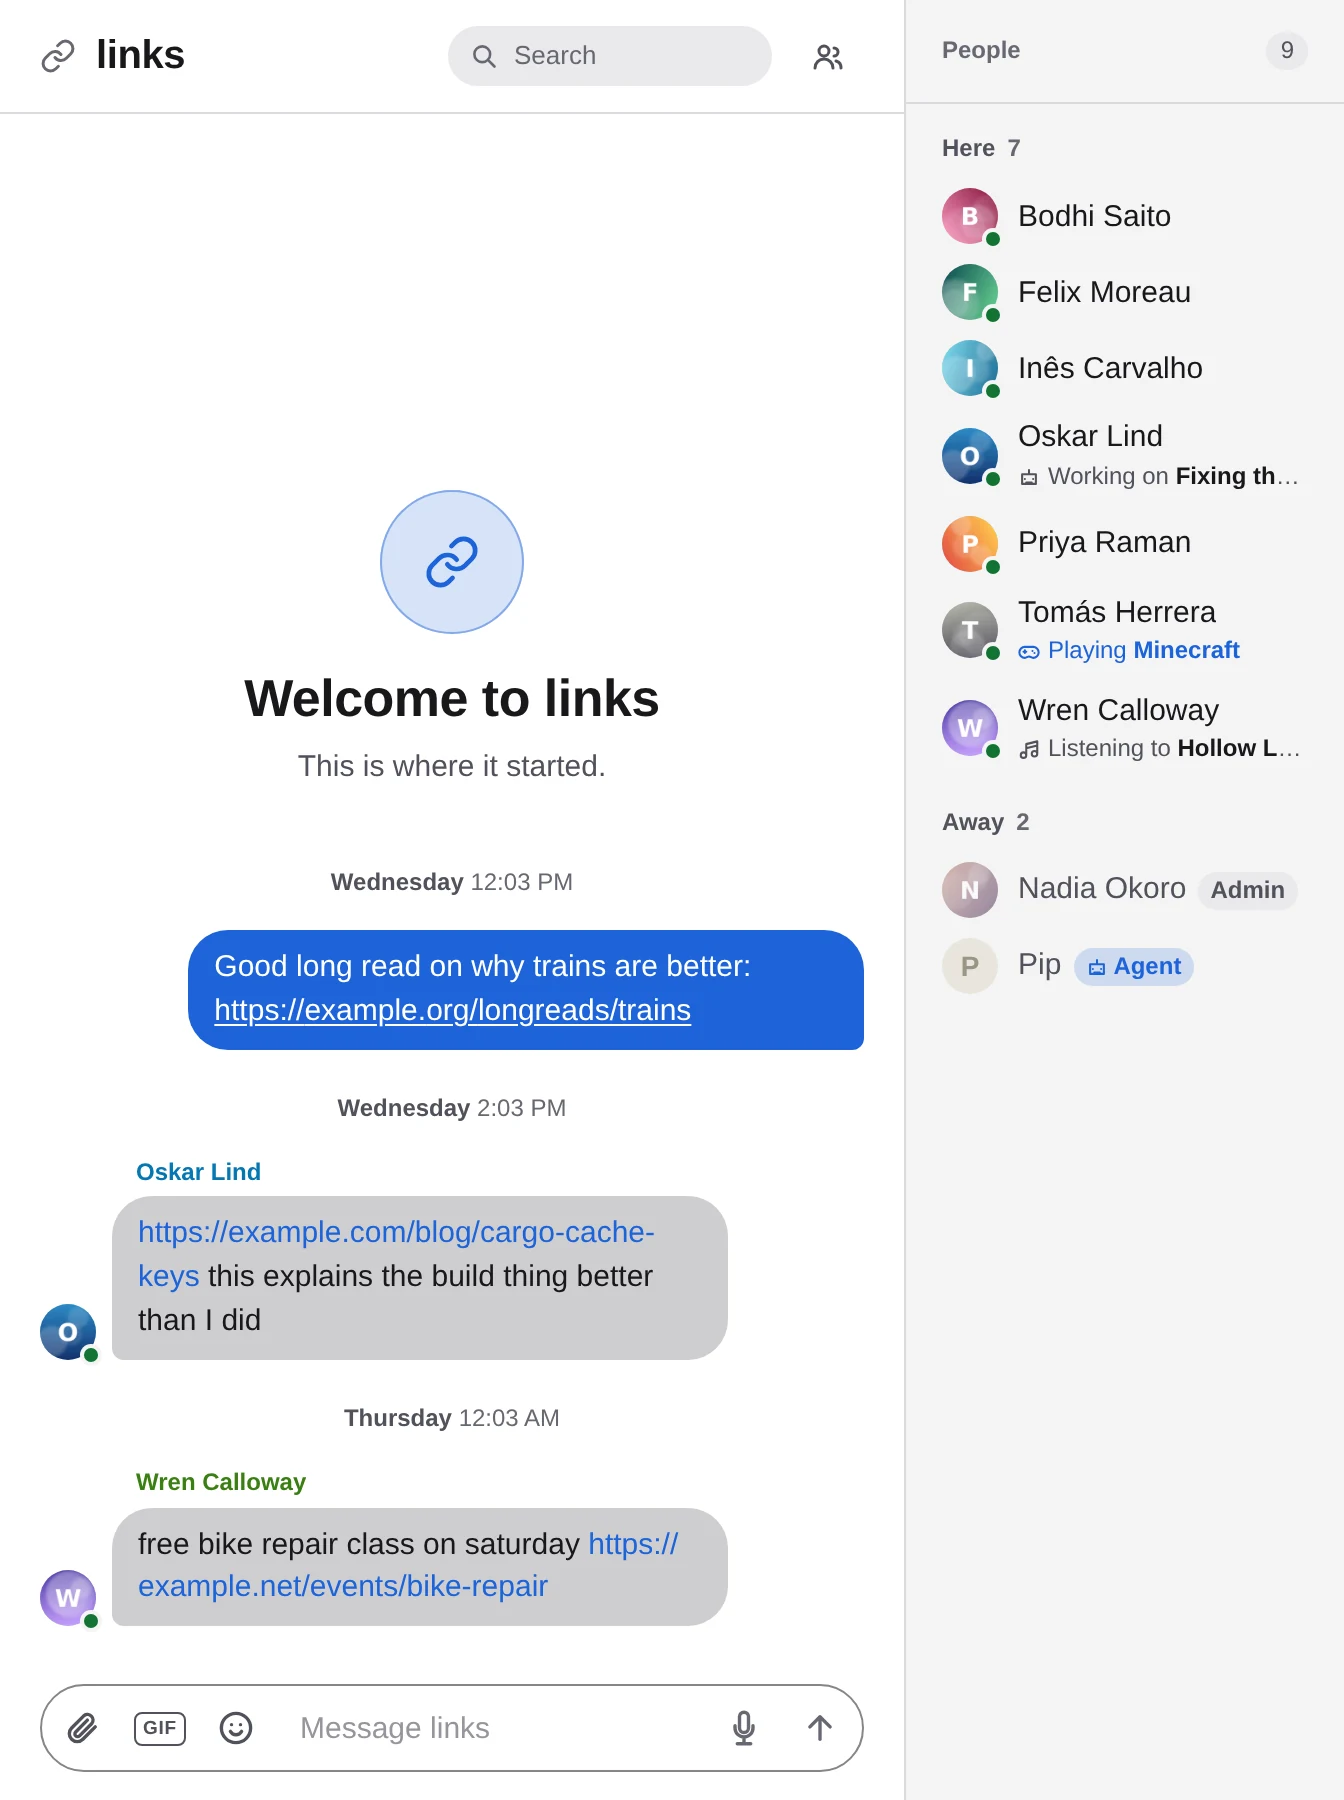 links
Search
Welcome to links
This is where it started.
Wednesday 12:03 PM
Good long read on why trains are better:
https://example.org/longreads/trains
Wednesday 2:03 PM
Oskar Lind
https://example.com/blog/cargo-cache-
keys this explains the build thing better
than I did
O
Thursday 12:03 AM
Wren Calloway
free bike repair class on saturday https://
example.net/events/bike-repair
W
GIF
Message links
People
9
Here 7
B
Bodhi Saito
F
Felix Moreau
I
Inês Carvalho
O
Oskar Lind
Working on Fixing th…
P
Priya Raman
T
Tomás Herrera
Playing Minecraft
W
Wren Calloway
Listening to Hollow L…
Away 2
N
Nadia Okoro Admin
P
Pip Agent